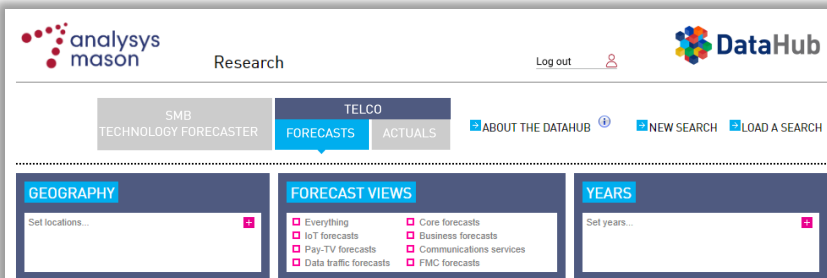 analysys
mason
Research
Log out
DataHub
SMB
TECHNOLOGY FORECASTER
TELCO
FORECASTS
ACTUALS
ABOUT THE DATAHUB
i
NEW SEARCH
LOAD A SEARCH
GEOGRAPHY
Set locations...
+
FORECAST VIEWS
Everything
Core forecasts
IoT forecasts
Business forecasts
Pay-TV forecasts
Communications services
Data traffic forecasts
FMC forecasts
YEARS
Set years...
+